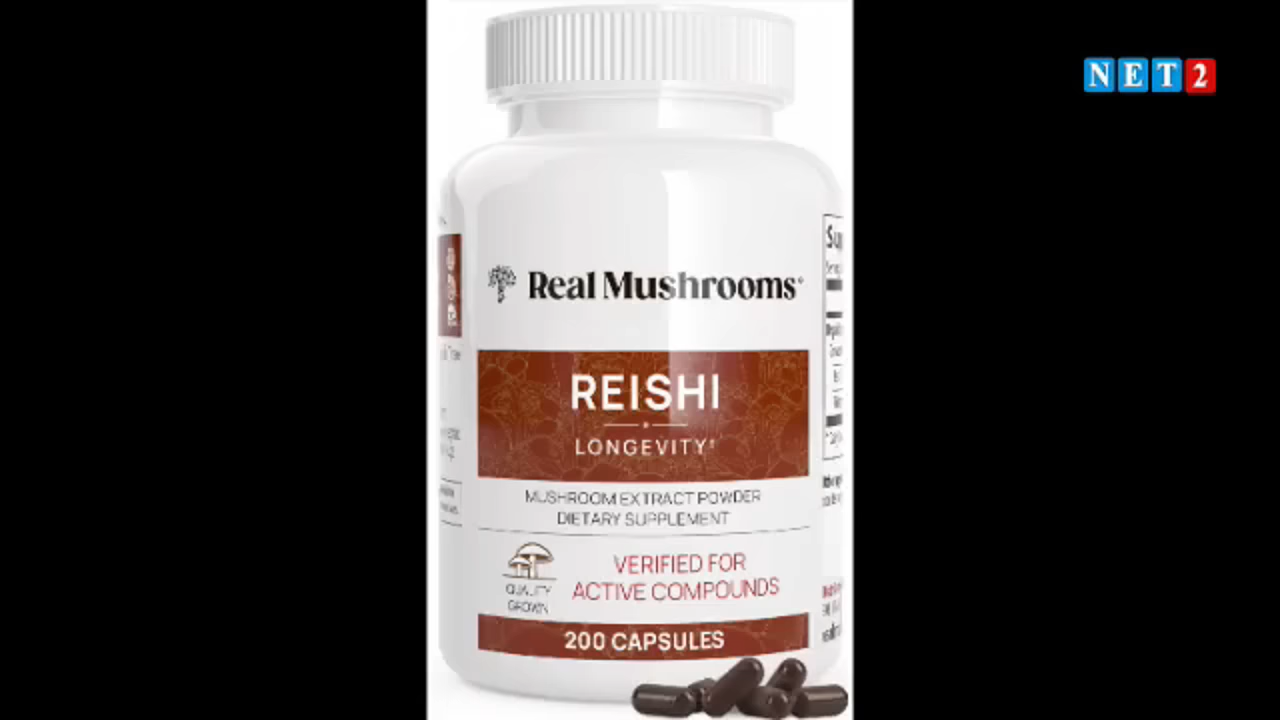 NET2
Real Mushrooms®
REISHI
LONGEVITY†
MUSHROOM EXTRACT POWDER
DIETARY SUPPLEMENT
QUALITY
GROWN
VERIFIED FOR
ACTIVE COMPOUNDS
200 CAPSULES